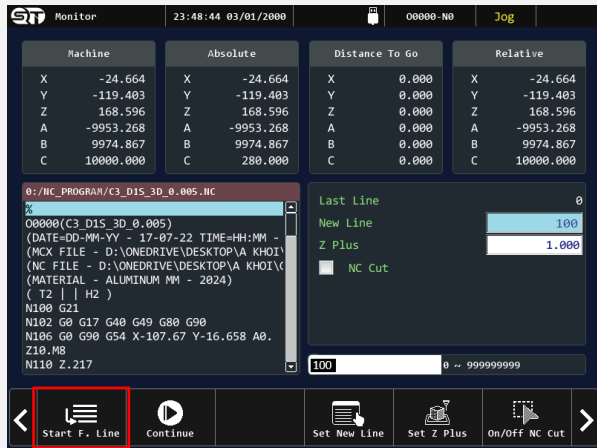 Monitor 23:48:44 03/01/2000 O0000-N0 Jog
Machine
X -24.664
Y -119.403
Z 168.596
A -9953.268
B 9974.867
C 10000.000
Absolute
X -24.664
Y -119.403
Z 168.596
A -9953.268
B 9974.867
C 280.000
Distance To Go
X 0.000
Y 0.000
Z 0.000
A 0.000
B 0.000
C 0.000
Relative
X -24.664
Y -119.403
Z 168.596
A -9953.268
B 9974.867
C 10000.000
0:/NC_PROGRAM/C3_D1S_3D_0.005.NC
%
O0000(C3_D1S_3D_0.005)
(DATE=DD-MM-YY - 17-07-22 TIME=HH:MM -
(MCX FILE - D:\ONEDRIVE\DESKTOP\A KHOI\
(NC FILE - D:\ONEDRIVE\DESKTOP\A KHOI\
(MATERIAL - ALUMINUM MM - 2024)
( T2 | | H2 )
N100 G21
N102 G0 G17 G40 G49 G80 G90
N106 G0 G90 G54 X-107.67 Y-16.658 A0.
Z10.M8
N110 Z.217
Last Line 0
New Line 100
Z Plus 1.000
NC Cut
100 0 ~ 999999999
Start F. Line
Continue
Set New Line
Set Z Plus
On/Off NC Cut